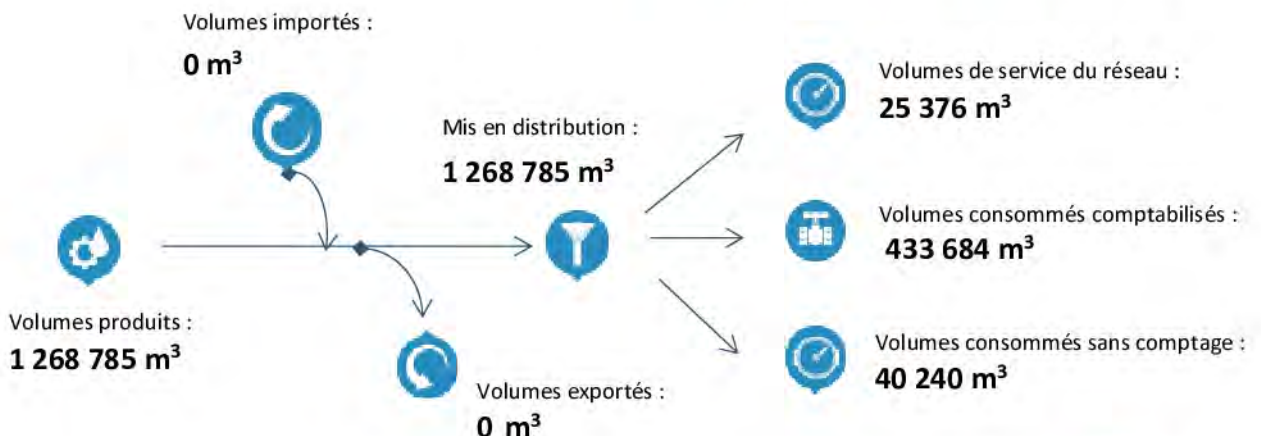 Volumes importés :
0 m³
Volumes de service du réseau :
25 376 m³
Mis en distribution :
1 268 785 m³
Volumes consommés comptabilisés :
433 684 m³
Volumes produits :
1 268 785 m³
Volumes consommés sans comptage :
40 240 m³
Volumes exportés :
0 m³